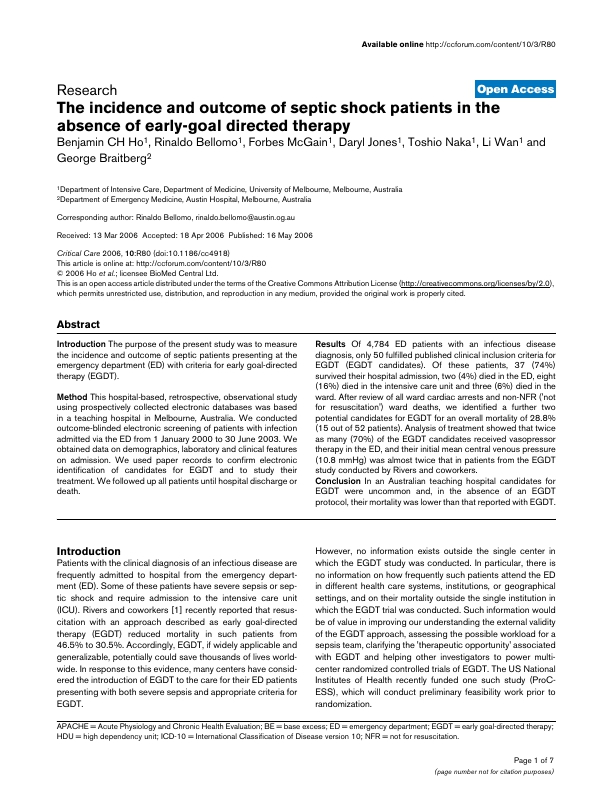 Available online http://ccforum.com/content/10/3/R80
Research
Open Access
The incidence and outcome of septic shock patients in the
absence of early-goal directed therapy
Benjamin CH Ho1, Rinaldo Bellomo1, Forbes McGain1, Daryl Jones1, Toshio Naka1, Li Wan1 and
George Braitberg2
1Department of Intensive Care, Department of Medicine, University of Melbourne, Melbourne, Australia
2Department of Emergency Medicine, Austin Hospital, Melbourne, Australia
Corresponding author: Rinaldo Bellomo, rinaldo.bellomo@austin.org.au
Received: 13 Mar 2006 Accepted: 18 Apr 2006 Published: 16 May 2006
Critical Care 2006, 10:R80 (doi:10.1186/cc4918)
This article is online at: http://ccforum.com/content/10/3/R80
© 2006 Ho et al.; licensee BioMed Central Ltd.
This is an open access article distributed under the terms of the Creative Commons Attribution License (http://creativecommons.org/licenses/by/2.0),
which permits unrestricted use, distribution, and reproduction in any medium, provided the original work is properly cited.
Abstract
Introduction The purpose of the present study was to measure
the incidence and outcome of septic patients presenting at the
emergency department (ED) with criteria for early goal-directed
therapy (EGDT).
Method This hospital-based, retrospective, observational study
using prospectively collected electronic databases was based
in a teaching hospital in Melbourne, Australia. We conducted
outcome-blinded electronic screening of patients with infection
admitted via the ED from 1 January 2000 to 30 June 2003. We
obtained data on demographics, laboratory and clinical features
on admission. We used paper records to confirm electronic
identification of candidates for EGDT and to study their
treatment. We followed up all patients until hospital discharge or
death.
Results Of 4,784 ED patients with an infectious disease
diagnosis, only 50 fulfilled published clinical inclusion criteria for
EGDT (EGDT candidates). Of these patients, 37 (74%)
survived their hospital admission, two (4%) died in the ED, eight
(16%) died in the intensive care unit and three (6%) died in the
ward. After review of all ward cardiac arrests and non-NFR ('not
for resuscitation') ward deaths, we identified a further two
potential candidates for EGDT for an overall mortality of 28.8%
(15 out of 52 patients). Analysis of treatment showed that twice
as many (70%) of the EGDT candidates received vasopressor
therapy in the ED, and their initial mean central venous pressure
(10.8 mmHg) was almost twice that in patients from the EGDT
study conducted by Rivers and coworkers.
Conclusion In an Australian teaching hospital candidates for
EGDT were uncommon and, in the absence of an EGDT
protocol, their mortality was lower than that reported with EGDT.
Introduction
Patients with the clinical diagnosis of an infectious disease are
frequently admitted to hospital from the emergency depart-
ment (ED). Some of these patients have severe sepsis or sep-
tic shock and require admission to the intensive care unit
(ICU). Rivers and coworkers [1] recently reported that resus-
citation with an approach described as early goal-directed
therapy (EGDT) reduced mortality in such patients from
46.5% to 30.5%. Accordingly, EGDT, if widely applicable and
generalizable, potentially could save thousands of lives world-
wide. In response to this evidence, many centers have consid-
ered the introduction of EGDT to the care for their ED patients
presenting with both severe sepsis and appropriate criteria for
EGDT.
However, no information exists outside the single center in
which the EGDT study was conducted. In particular, there is
no information on how frequently such patients attend the ED
in different health care systems, institutions, or geographical
settings, and on their mortality outside the single institution in
which the EGDT trial was conducted. Such information would
be of value in improving our understanding the external validity
of the EGDT approach, assessing the possible workload for a
sepsis team, clarifying the 'therapeutic opportunity' associated
with EGDT and helping other investigators to power multi-
center randomized controlled trials of EGDT. The US National
Institutes of Health recently funded one such study (ProC-
ESS), which will conduct preliminary feasibility work prior to
randomization.
APACHE = Acute Physiology and Chronic Health Evaluation; BE = base excess; ED = emergency department; EGDT = early goal-directed therapy;
HDU = high dependency unit; ICD-10 = International Classification of Disease version 10; NFR = not for resuscitation.
Page 1 of 7
(page number not for citation purposes)